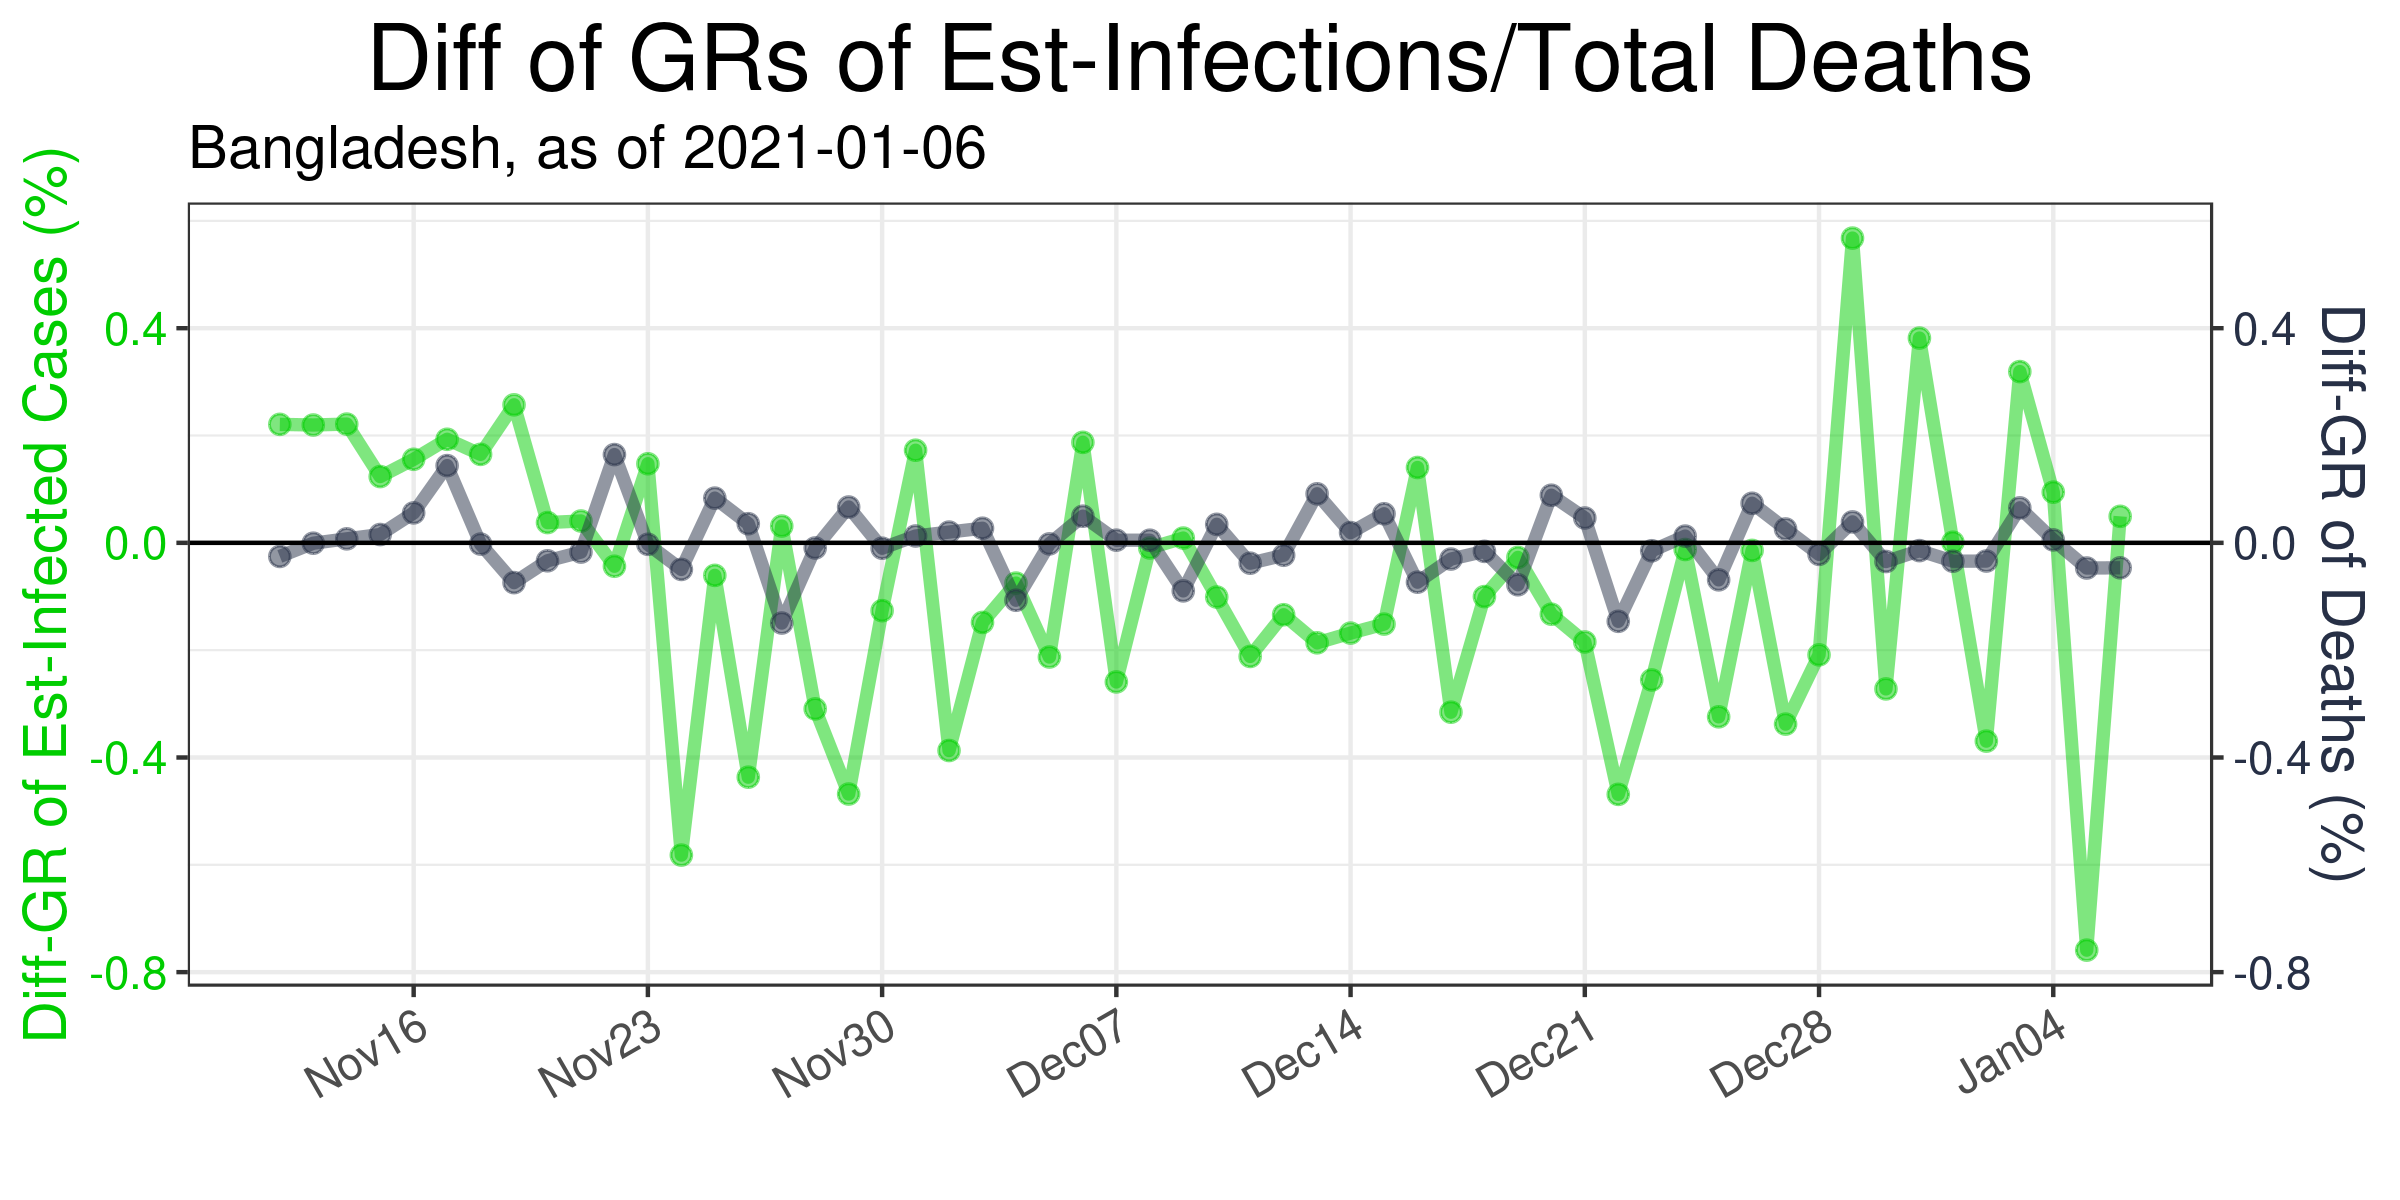 Diff of GRs of Est-Infections/Total Deaths
Bangladesh, as of 2021-01-06
Diff-GR of Est-Infected Cases (%)
0.4
0.0
-0.4
-0.8
0.4
0.0
-0.4
-0.8
Diff-GR of Deaths (%)
Nov16
Nov23
Nov30
Dec07
Dec14
Dec21
Dec28
Jan04